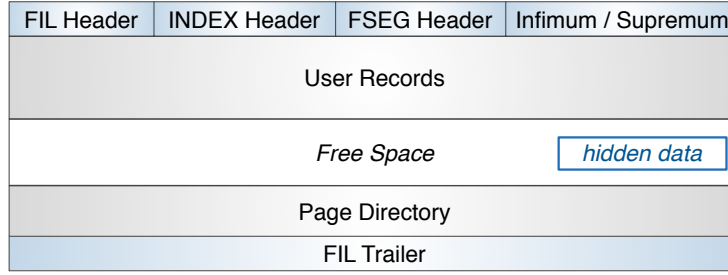 FIL Header INDEX Header FSEG Header Infimum / Supremum
User Records
Free Space hidden data
Page Directory
FIL Trailer